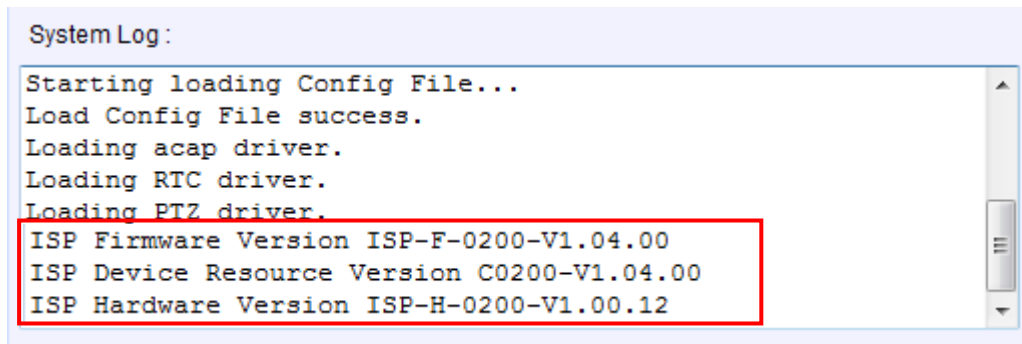 System Log :
Starting loading Config File...
Load Config File success.
Loading acap driver.
Loading RTC driver.
Loading PTZ driver.
ISP Firmware Version ISP-F-0200-V1.04.00
ISP Device Resource Version C0200-V1.04.00
ISP Hardware Version ISP-H-0200-V1.00.12